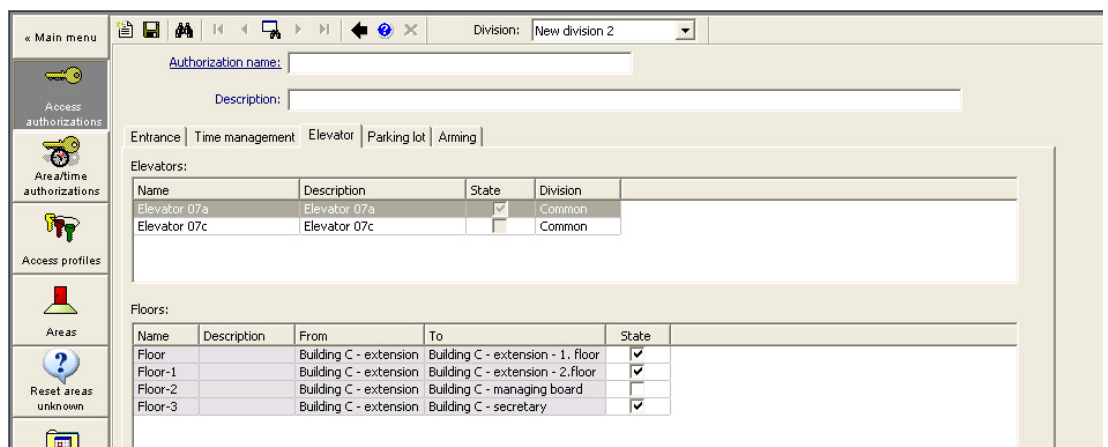 « Main menu
Division: New division 2
Authorization name:
Access
authorizations
Description:
Entrance Time management Elevator Parking lot Arming
Area/time
authorizations
Elevators:
Name Description State Division
Elevator 07a Elevator 07a Common
Elevator 07c Elevator 07c Common
Access profiles
Floors:
Areas
Name Description From To State
Floor Building C - extension Building C - extension - 1. floor
Floor-1 Building C - extension Building C - extension - 2.floor
Floor-2 Building C - extension Building C - managing board
Floor-3 Building C - extension Building C - secretary
Reset areas
unknown